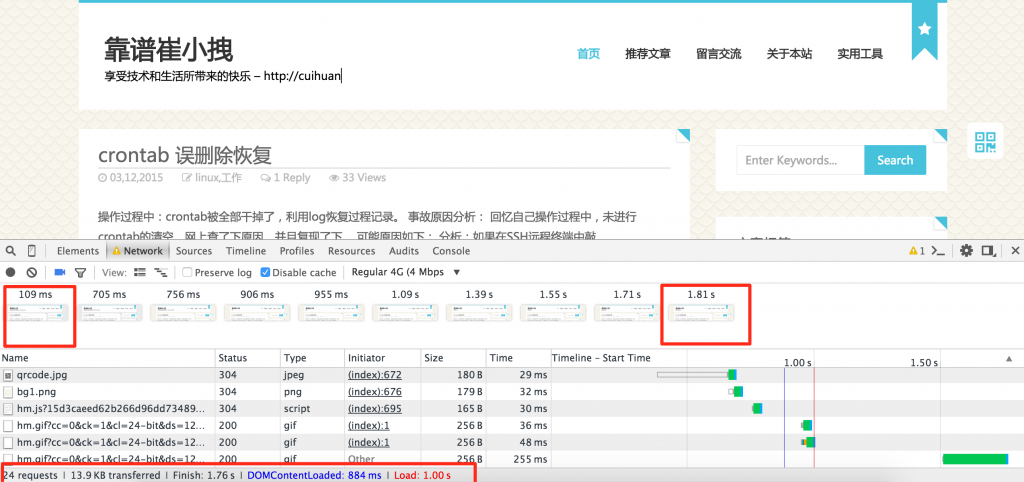 靠谱崔小拽
享受技术和生活所带来的快乐 – http://cuihuan
首页 推荐文章 留言交流 关于本站 实用工具
crontab 误删除恢复
03,12,2015 linux,工作 1 Reply 33 Views
操作过程中：crontab被全部干掉了，利用log恢复过程记录。 事故原因分析： 回忆自己操作过程中，未进行
crontab的清空，网上查了下原因，并且复现了下， 可能原因如下： 分析：如果在SSH远程终端中敲
Enter Keywords... Search
Elements Network Sources Timeline Profiles Resources Audits Console 1
View: Preserve log Disable cache Regular 4G (4 Mbps
109 ms 705 ms 756 ms 906 ms 955 ms 1.09 s 1.39 s 1.55 s 1.71 s 1.81 s
Name Status Type Initiator Size Time Timeline – Start Time 1.00 s 1.50 s
qrcode.jpg 304 jpeg (index):672 180 B 29 ms
bg1.png 304 png (index):676 179 B 32 ms
hm.js?15d3caeed62b266d96dd73489... 304 script (index):695 165 B 30 ms
hm.gif?cc=0&ck=1&cl=24-bit&ds=12... 200 gif (index):1 256 B 36 ms
hm.gif?cc=0&ck=1&cl=24-bit&ds=12... 200 gif (index):1 256 B 48 ms
hm.gif?cc=0&ck=1&cl=24-bit&ds=12... 200 gif Other 256 B 255 ms
24 requests | 13.9 KB transferred | Finish: 1.76 s | DOMContentLoaded: 884 ms | Load: 1.00 s